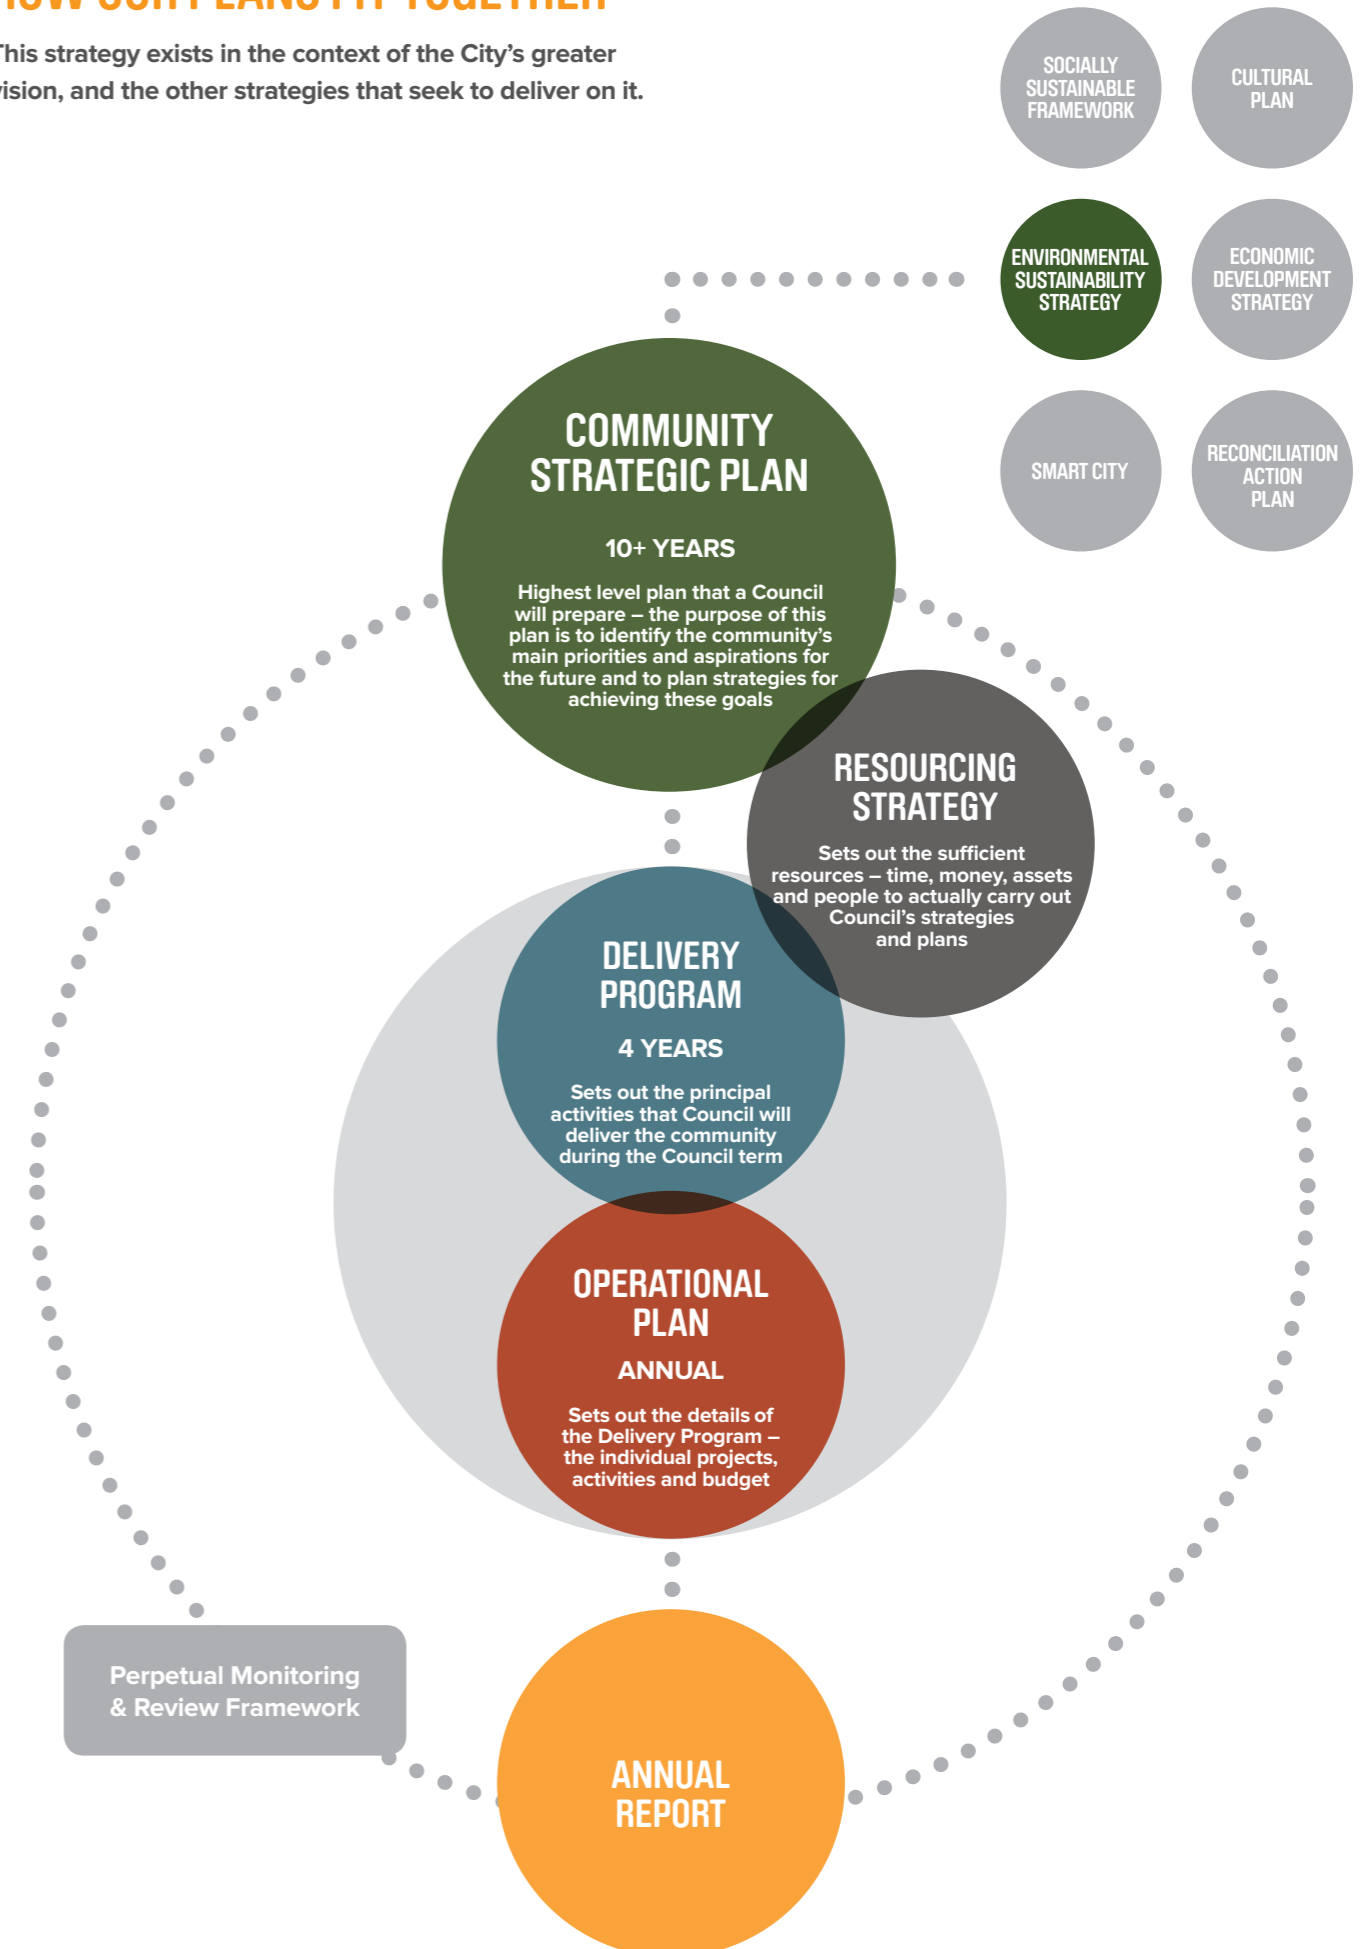 HOW OUR PLANS FIT TOGETHER
This strategy exists in the context of the City's greater
vision, and the other strategies that seek to deliver on it.
SOCIALLY
SUSTAINABLE
FRAMEWORK
CULTURAL
PLAN
ENVIRONMENTAL
SUSTAINABILITY
STRATEGY
ECONOMIC
DEVELOPMENT
STRATEGY
SMART CITY
RECONCILIATION
ACTION
PLAN
COMMUNITY
STRATEGIC PLAN
10+ YEARS
Highest level plan that a Council
will prepare – the purpose of this
plan is to identify the community's
main priorities and aspirations for
the future and to plan strategies for
achieving these goals
RESOURCING
STRATEGY
Sets out the sufficient
resources – time, money, assets
and people to actually carry out
Council's strategies
and plans
DELIVERY
PROGRAM
4 YEARS
Sets out the principal
activities that Council will
deliver the community
during the Council term
OPERATIONAL
PLAN
ANNUAL
Sets out the details of
the Delivery Program –
the individual projects,
activities and budget
Perpetual Monitoring
& Review Framework
ANNUAL
REPORT